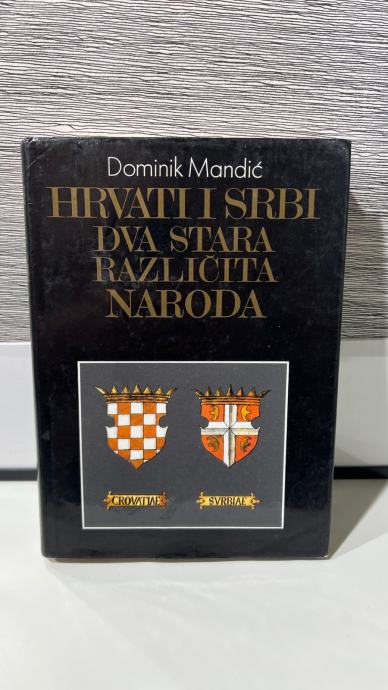 Dominik Mandić
HRVATI I SRBI
DVA STARA
RAZLIČITA
NARODA
CROVATIAE SVRBIAE